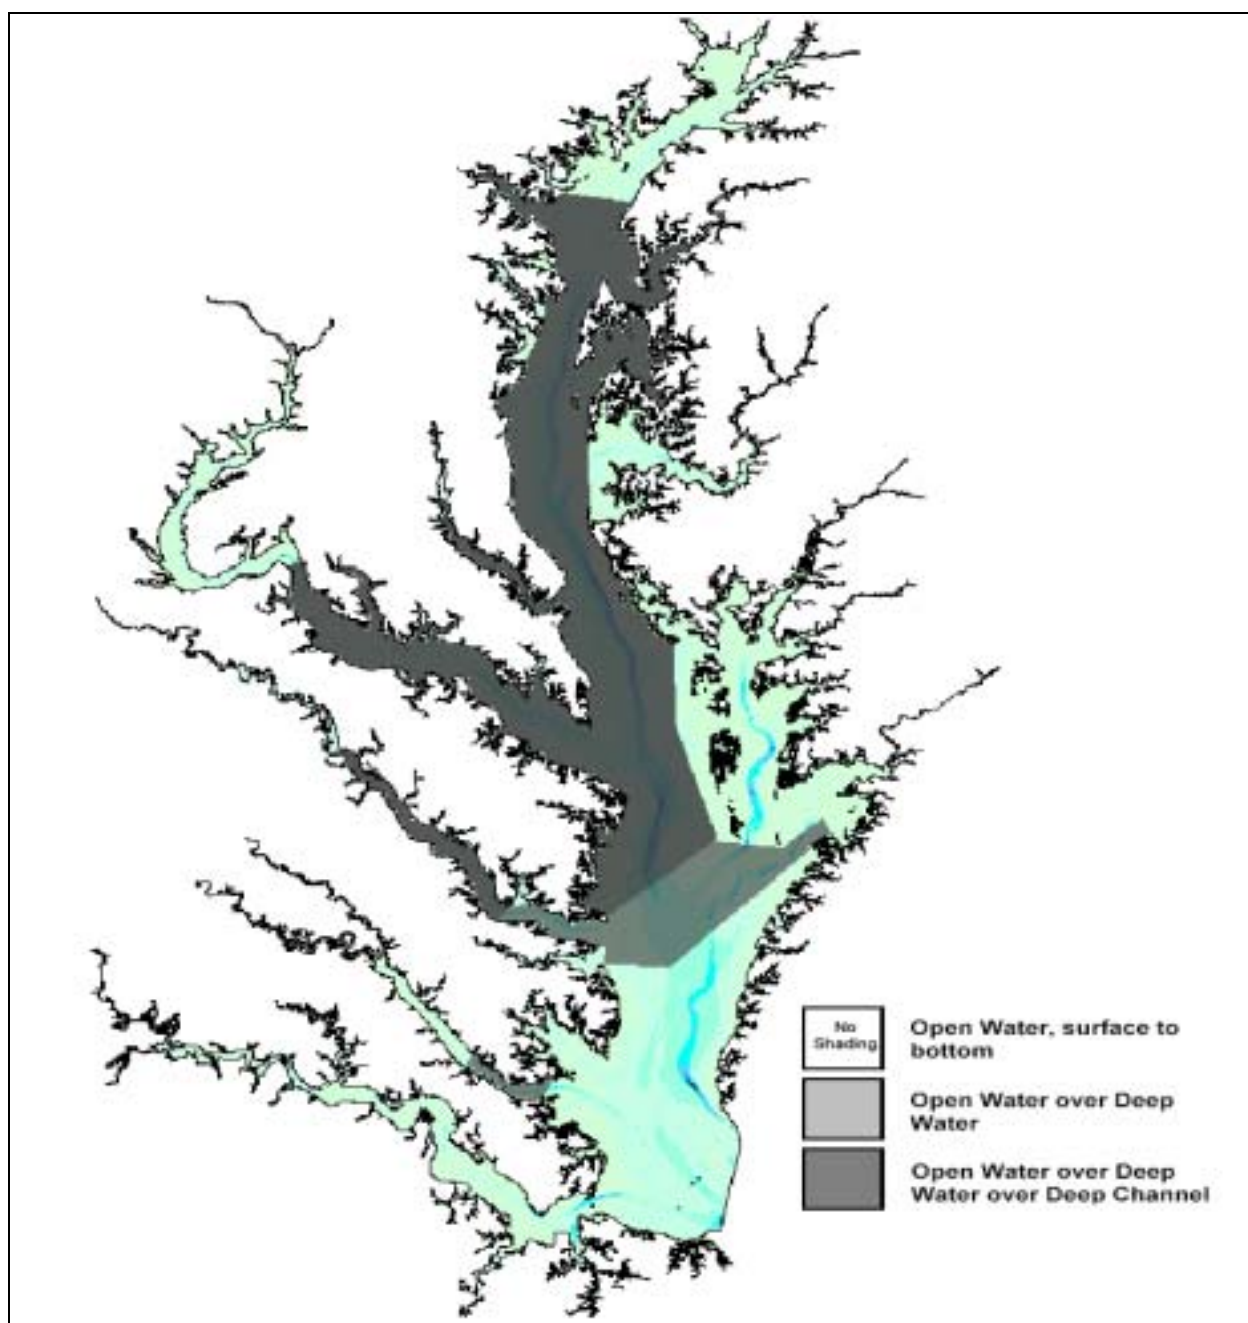 No
Shading
Open Water, surface to
bottom
Open Water over Deep
Water
Open Water over Deep
Water over Deep Channel